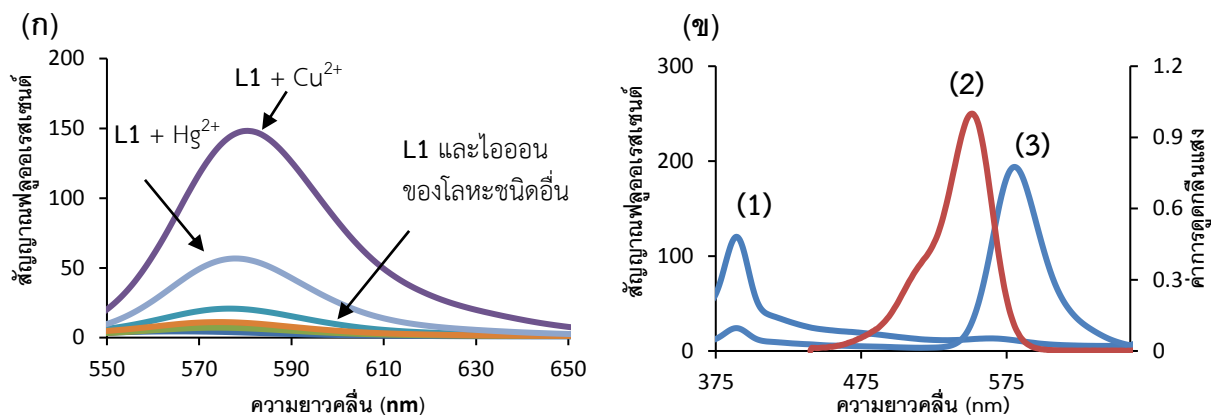 (ก)
สัญญาณฟลูออเรสเซนต์
200
150
100
50
0
L1 + Cu²⁺
L1 + Hg²⁺
L1 และไอออน
ของโลหะชนิดอื่น
550 570 590 610 630 650
ความยาวคลื่น (nm)
(ข)
สัญญาณฟลูออเรสเซนต์
300
200
100
0
(1)
(2)
(3)
1.2
0.9
0.6
0.3
0
ค่าการดูดกลืนแสง
375 475 575
ความยาวคลื่น (nm)